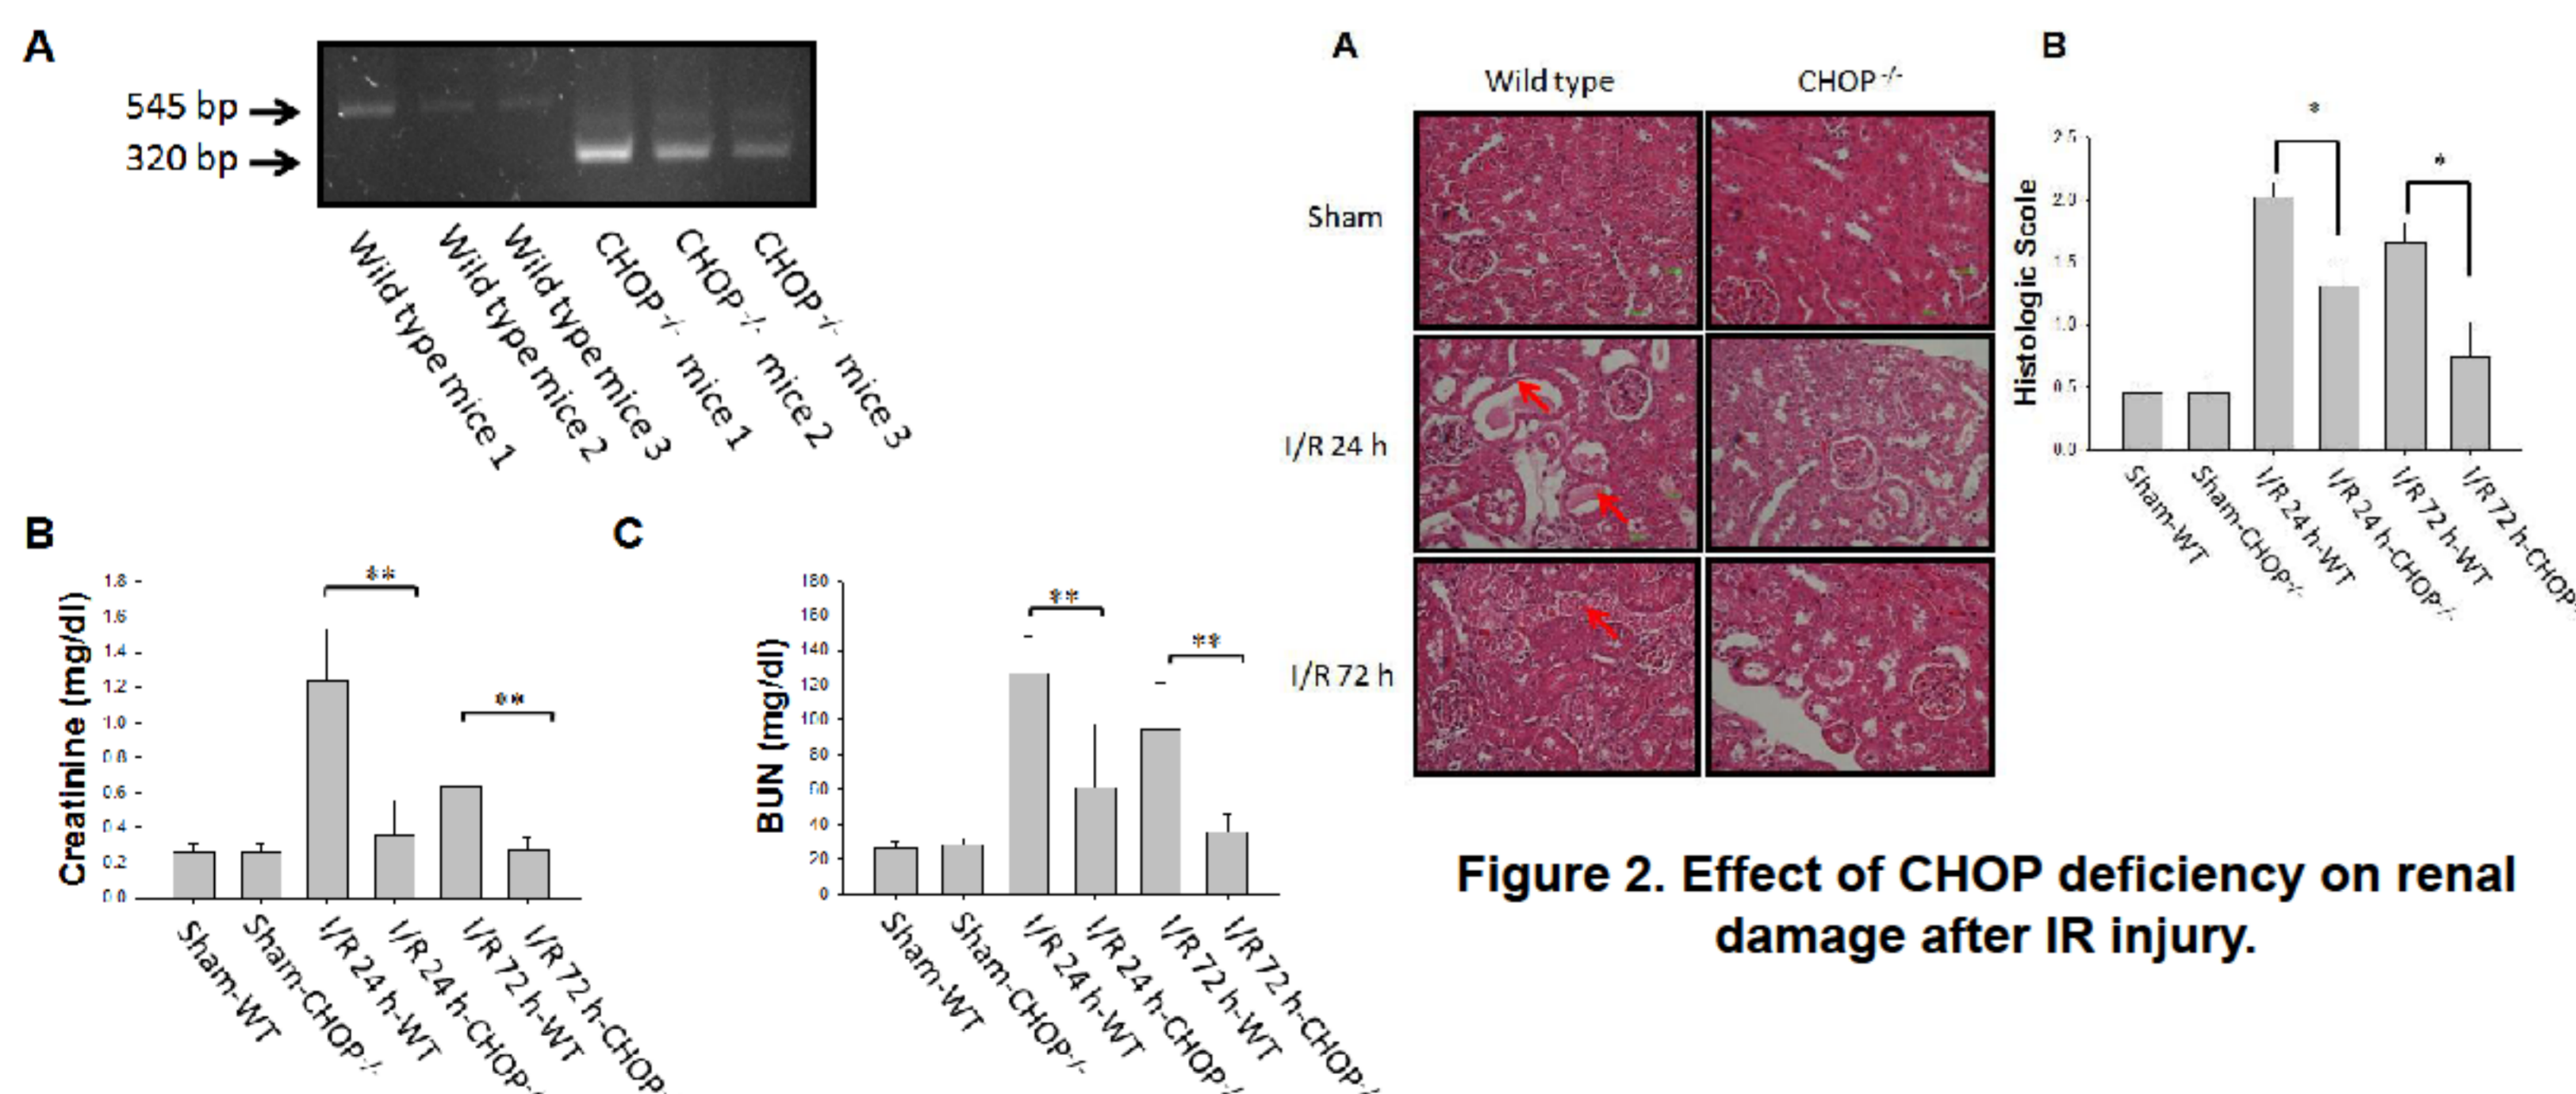 A
545 bp
320 bp
Wild type mice 1
Wild type mice 2
Wild type mice 3
CHOP-/- mice 1
CHOP-/- mice 2
CHOP-/- mice 3
B
Creatinine (mg/dl)
1.8
1.6
1.4
1.2
1.0
0.8
0.6
0.4
0.2
0.0
**
**
Sham-WT
Sham-CHOP-/-
I/R 24 h-WT
I/R 24 h-CHOP-/
I/R 72 h-WT
I/R 72 h-CHOP-
C
BUN (mg/dl)
180
160
140
120
100
80
60
40
20
0
**
**
Sham-WT
Sham-CHOP-/-
I/R 24 h-WT
I/R 24 h-CHOP-/
I/R 72 h-WT
I/R 72 h-CHOP-/
A
Wild type
CHOP -/-
Sham
I/R 24 h
I/R 72 h
B
Histologic Scole
2.5
2.0
1.5
1.0
0.5
0.0
*
*
Sham-WT
Sham-CHOP-/-
I/R 24 h-WT
I/R 24 h-CHOP-/-
I/R 72 h-WT
I/R 72 h-CHOP-
Figure 2. Effect of CHOP deficiency on renal
damage after IR injury.